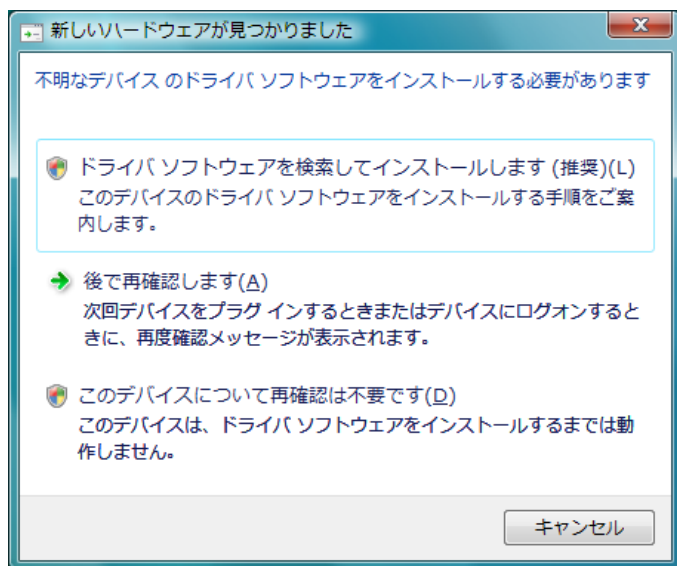 新しいハードウェアが見つかりました
不明なデバイス のドライバ ソフトウェアをインストールする必要があります
ドライバ ソフトウェアを検索してインストールします (推奨)(L)
このデバイスのドライバ ソフトウェアをインストールする手順をご案
内します。
後で再確認します(A)
次回デバイスをプラグ インするときまたはデバイスにログオンすると
きに、再度確認メッセージが表示されます。
このデバイスについて再確認は不要です(D)
このデバイスは、ドライバ ソフトウェアをインストールするまでは動
作しません。
キャンセル